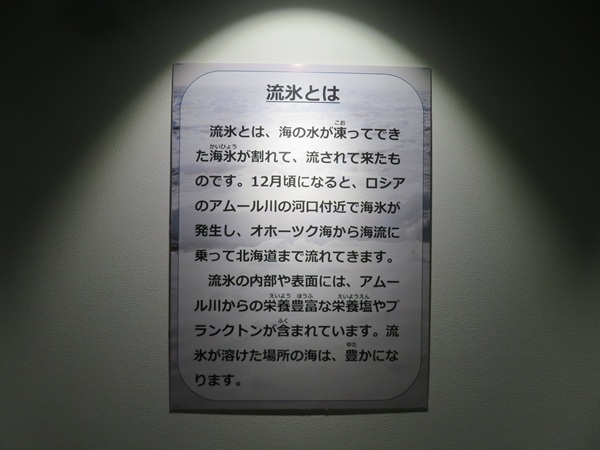 流氷とは
流氷とは、海の水が凍ってでき
た海氷が割れて、流されて来たも
のです。12月頃になると、ロシア
のアムール川の河口付近で海氷が
発生し、オホーツク海から海流に
乗って北海道まで流れてきます。
流氷の内部や表面には、アムー
ル川からの栄養豊富な栄養塩やプ
ランクトンが含まれています。流
氷が溶けた場所の海は、豊かにな
ります。